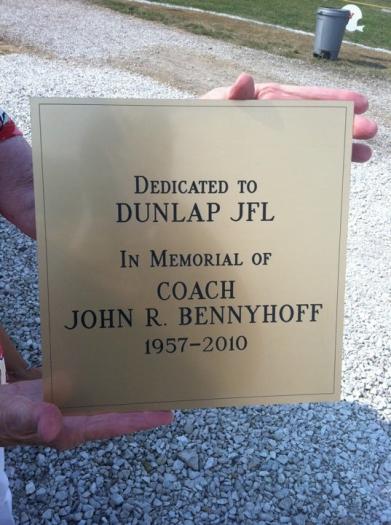 DEDICATED TO
DUNLAP JFL
IN MEMORIAL OF
COACH
JOHN R. BENNYHOFF
1957-2010